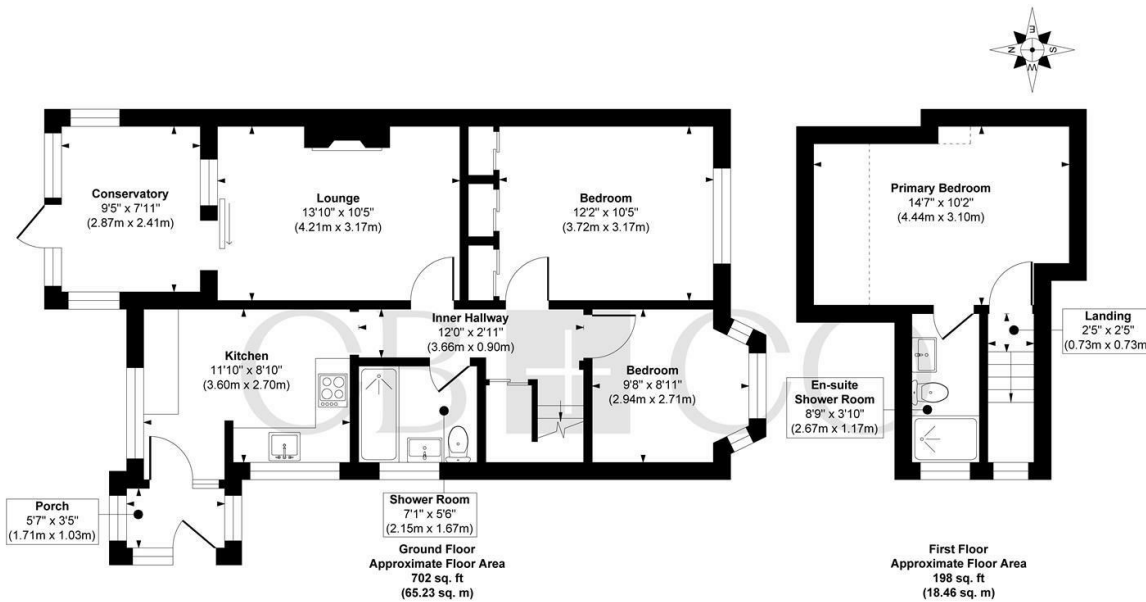 E
N
S
W
Conservatory
9'5" x 7'11"
(2.87m x 2.41m)
Lounge
13'10" x 10'5"
(4.21m x 3.17m)
Bedroom
12'2" x 10'5"
(3.72m x 3.17m)
Primary Bedroom
14'7" x 10'2"
(4.44m x 3.10m)
Inner Hallway
12'0" x 2'11"
(3.66m x 0.90m)
Landing
2'5" x 2'5"
(0.73m x 0.73m)
Kitchen
11'10" x 8'10"
(3.60m x 2.70m)
Bedroom
9'8" x 8'11"
(2.94m x 2.71m)
En-suite
Shower Room
8'9" x 3'10"
(2.67m x 1.17m)
Porch
5'7" x 3'5"
(1.71m x 1.03m)
Shower Room
7'1" x 5'6"
(2.15m x 1.67m)
Ground Floor
Approximate Floor Area
702 sq. ft
(65.23 sq. m)
First Floor
Approximate Floor Area
198 sq. ft
(18.46 sq. m)